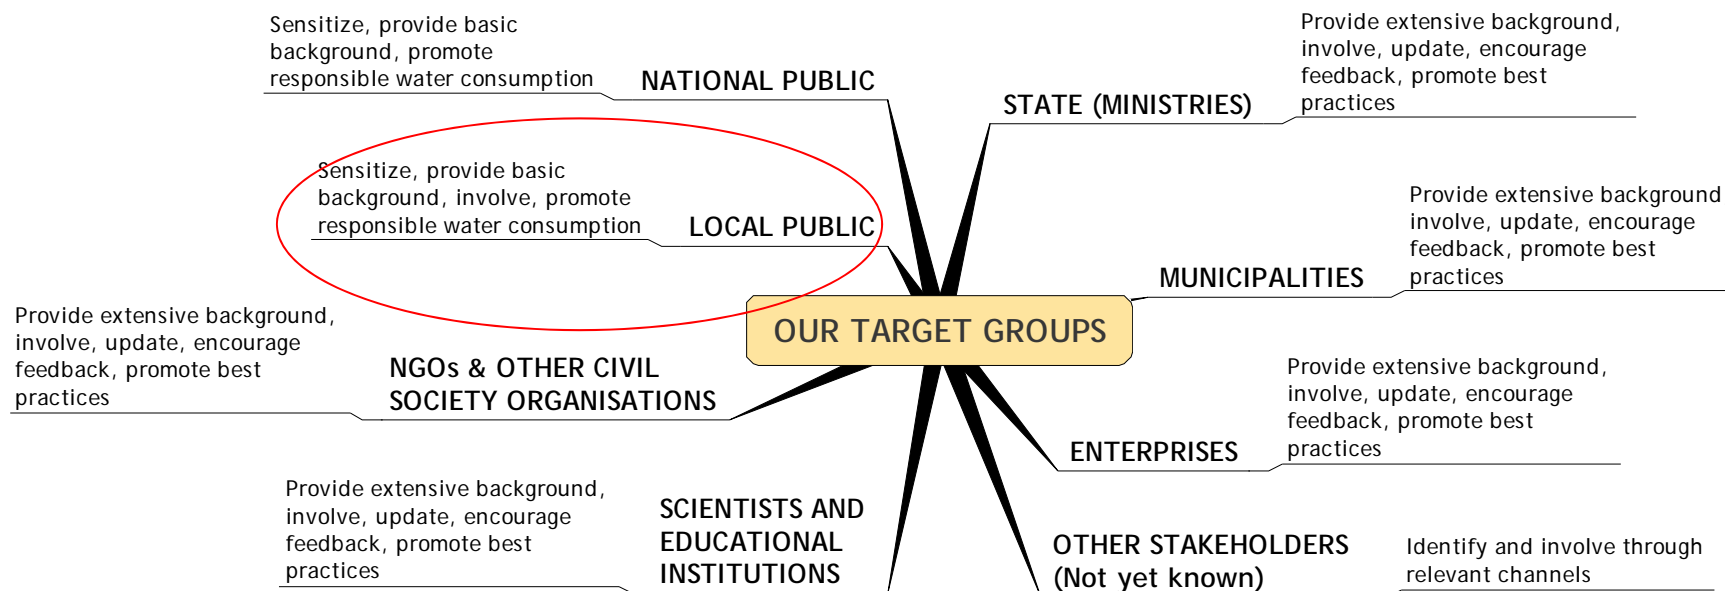 Sensitize, provide basic
background, promote
responsible water consumption
NATIONAL PUBLIC
Sensitize, provide basic
background, involve, promote
responsible water consumption
LOCAL PUBLIC
Provide extensive background,
involve, update, encourage
feedback, promote best
practices
NGOs & OTHER CIVIL
SOCIETY ORGANISATIONS
Provide extensive background,
involve, update, encourage
feedback, promote best
practices
SCIENTISTS AND
EDUCATIONAL
INSTITUTIONS
OUR TARGET GROUPS
STATE (MINISTRIES)
Provide extensive background,
involve, update, encourage
feedback, promote best
practices
MUNICIPALITIES
Provide extensive background
involve, update, encourage
feedback, promote best
practices
ENTERPRISES
Provide extensive background,
involve, update, encourage
feedback, promote best
practices
OTHER STAKEHOLDERS
(Not yet known)
Identify and involve through
relevant channels